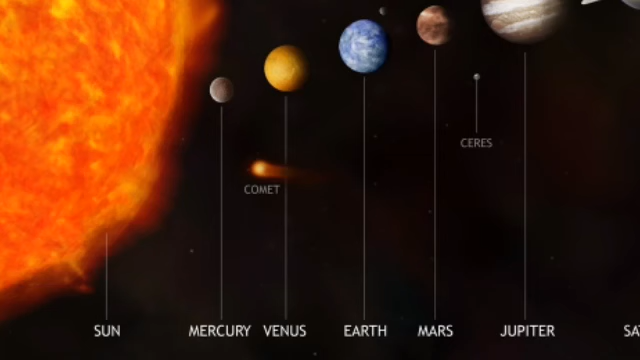 CERES
COMET
SUN
MERCURY
VENUS
EARTH
MARS
JUPITER